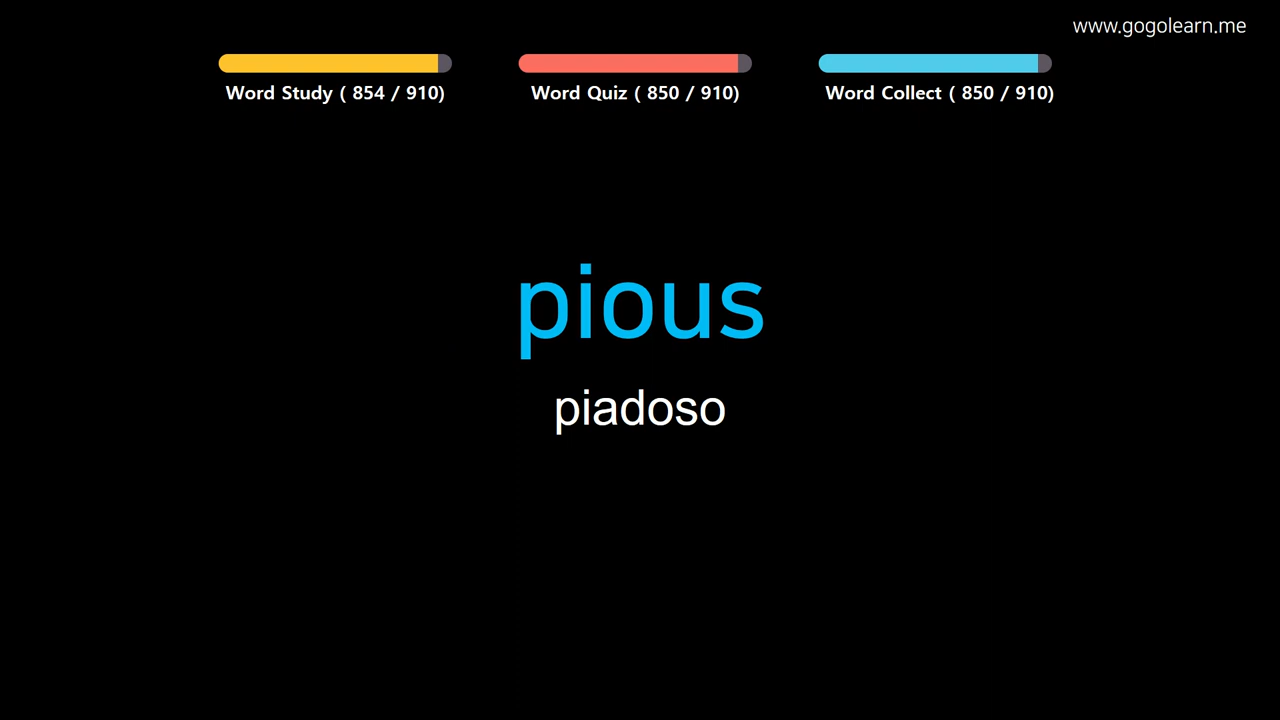 www.gogolearn.me
Word Study ( 854 / 910)
Word Quiz ( 850 / 910)
Word Collect ( 850 / 910)
pious
piadoso